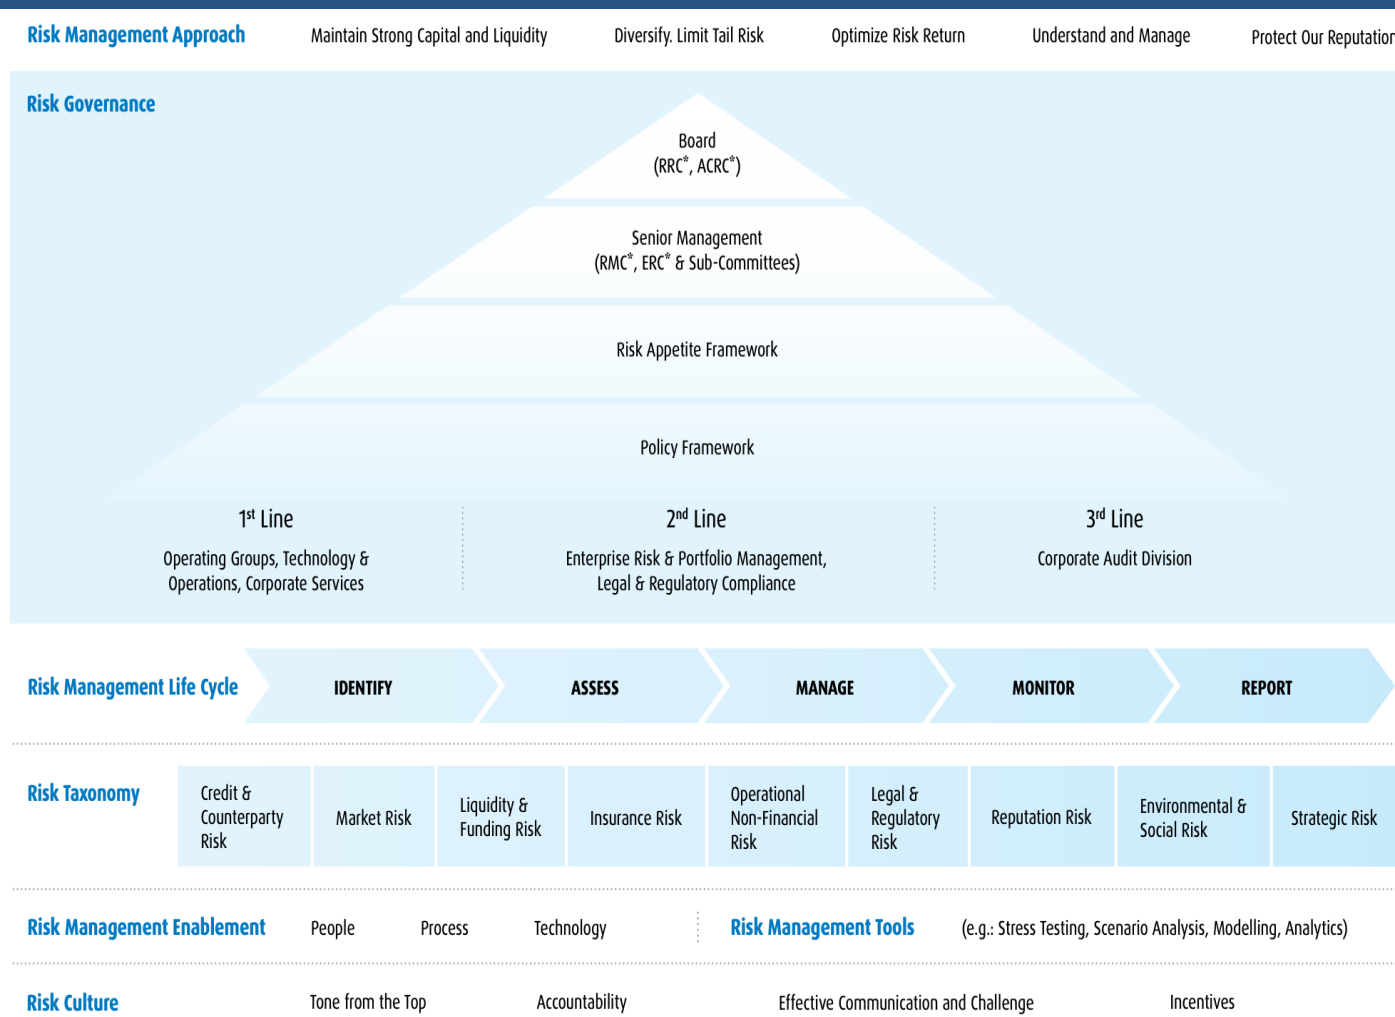 Risk Management Approach Maintain Strong Capital and Liquidity Diversify. Limit Tail Risk Optimize Risk Return Understand and Manage Protect Our Reputation
Risk Governance
Board
(RRC*, ACRC*)
Senior Management
(RMC*, ERC* & Sub-Committees)
Risk Appetite Framework
Policy Framework
1st Line
Operating Groups, Technology &
Operations, Corporate Services
2nd Line
Enterprise Risk & Portfolio Management,
Legal & Regulatory Compliance
3rd Line
Corporate Audit Division
Risk Management Life Cycle IDENTIFY ASSESS MANAGE MONITOR REPORT
Risk Taxonomy
Credit &
Counterparty
Risk
Market Risk
Liquidity &
Funding Risk
Insurance Risk
Operational
Non-Financial
Risk
Legal &
Regulatory
Risk
Reputation Risk
Environmental &
Social Risk
Strategic Risk
Risk Management Enablement People Process Technology
Risk Management Tools (e.g.: Stress Testing, Scenario Analysis, Modelling, Analytics)
Risk Culture Tone from the Top Accountability Effective Communication and Challenge Incentives